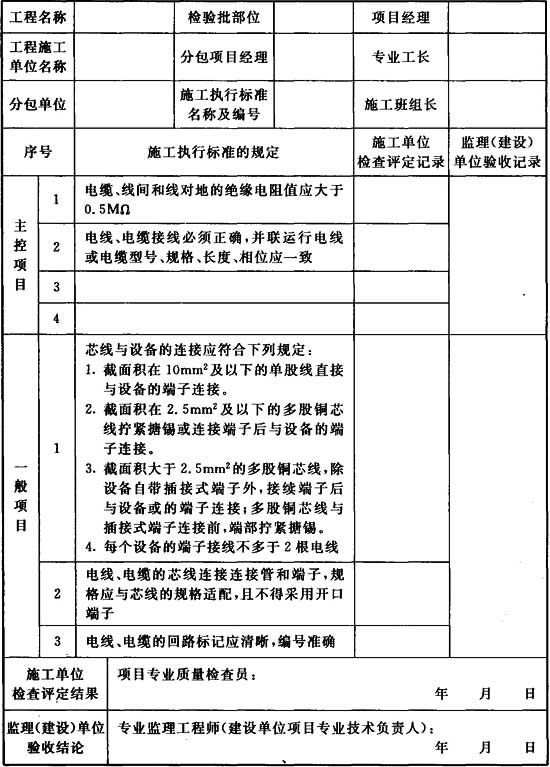 工程名称 检验批部位 项目经理
工程施工
单位名称 分包项目经理 专业工长
分包单位 施工执行标准
名称及编号 施工班组长
序号 施工执行标准的规定 施工单位
检查评定记录 监理(建设)
单位验收记录
主控项目
1 电缆、线间和线对地的绝缘电阻值应大于
0.5MΩ
2 电线、电缆接线必须正确,并联运行电线
或电缆型号、规格、长度、相位应一致
3
4
一般项目
1 芯线与设备的连接应符合下列规定:
1. 截面积在10mm²及以下的单股线直接
与设备的端子连接。
2. 截面积在2.5mm²及以下的多股铜芯
线拧紧搪锡或连接端子后与设备的端
子连接。
3. 截面积大于2.5mm²的多股铜芯线,除
设备自带插接式端子外,接续端子后
与设备或的端子连接;多股铜芯线与
插接式端子连接前,端部拧紧搪锡。
4. 每个设备的端子接线不多于2根电线
2 电线、电缆的芯线连接连接管和端子,规
格应与芯线的规格适配,且不得采用开口
端子
3 电线、电缆的回路标记应清晰,编号准确
施工单位
检查评定结果 项目专业质量检查员:
年 月 日
监理(建设)单位
验收结论 专业监理工程师(建设单位项目专业技术负责人):
年 月 日